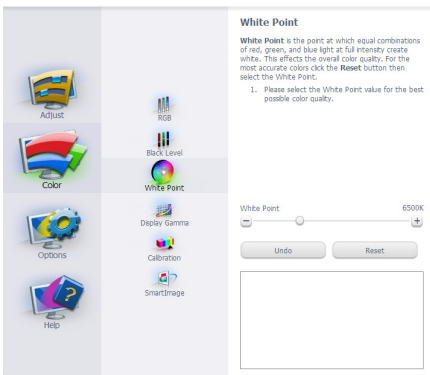 Adjust
Color
Options
Help
RGB
Black Level
White Point
Display Gamma
Calibration
SmartImage
White Point
White Point is the point at which equal combinations
of red, green, and blue light at full intensity create
white. This effects the overall color quality. For the
most accurate colors click the Reset button then
select the White Point.
1. Please select the White Point value for the best
possible color quality.
White Point 6500K
Undo Reset